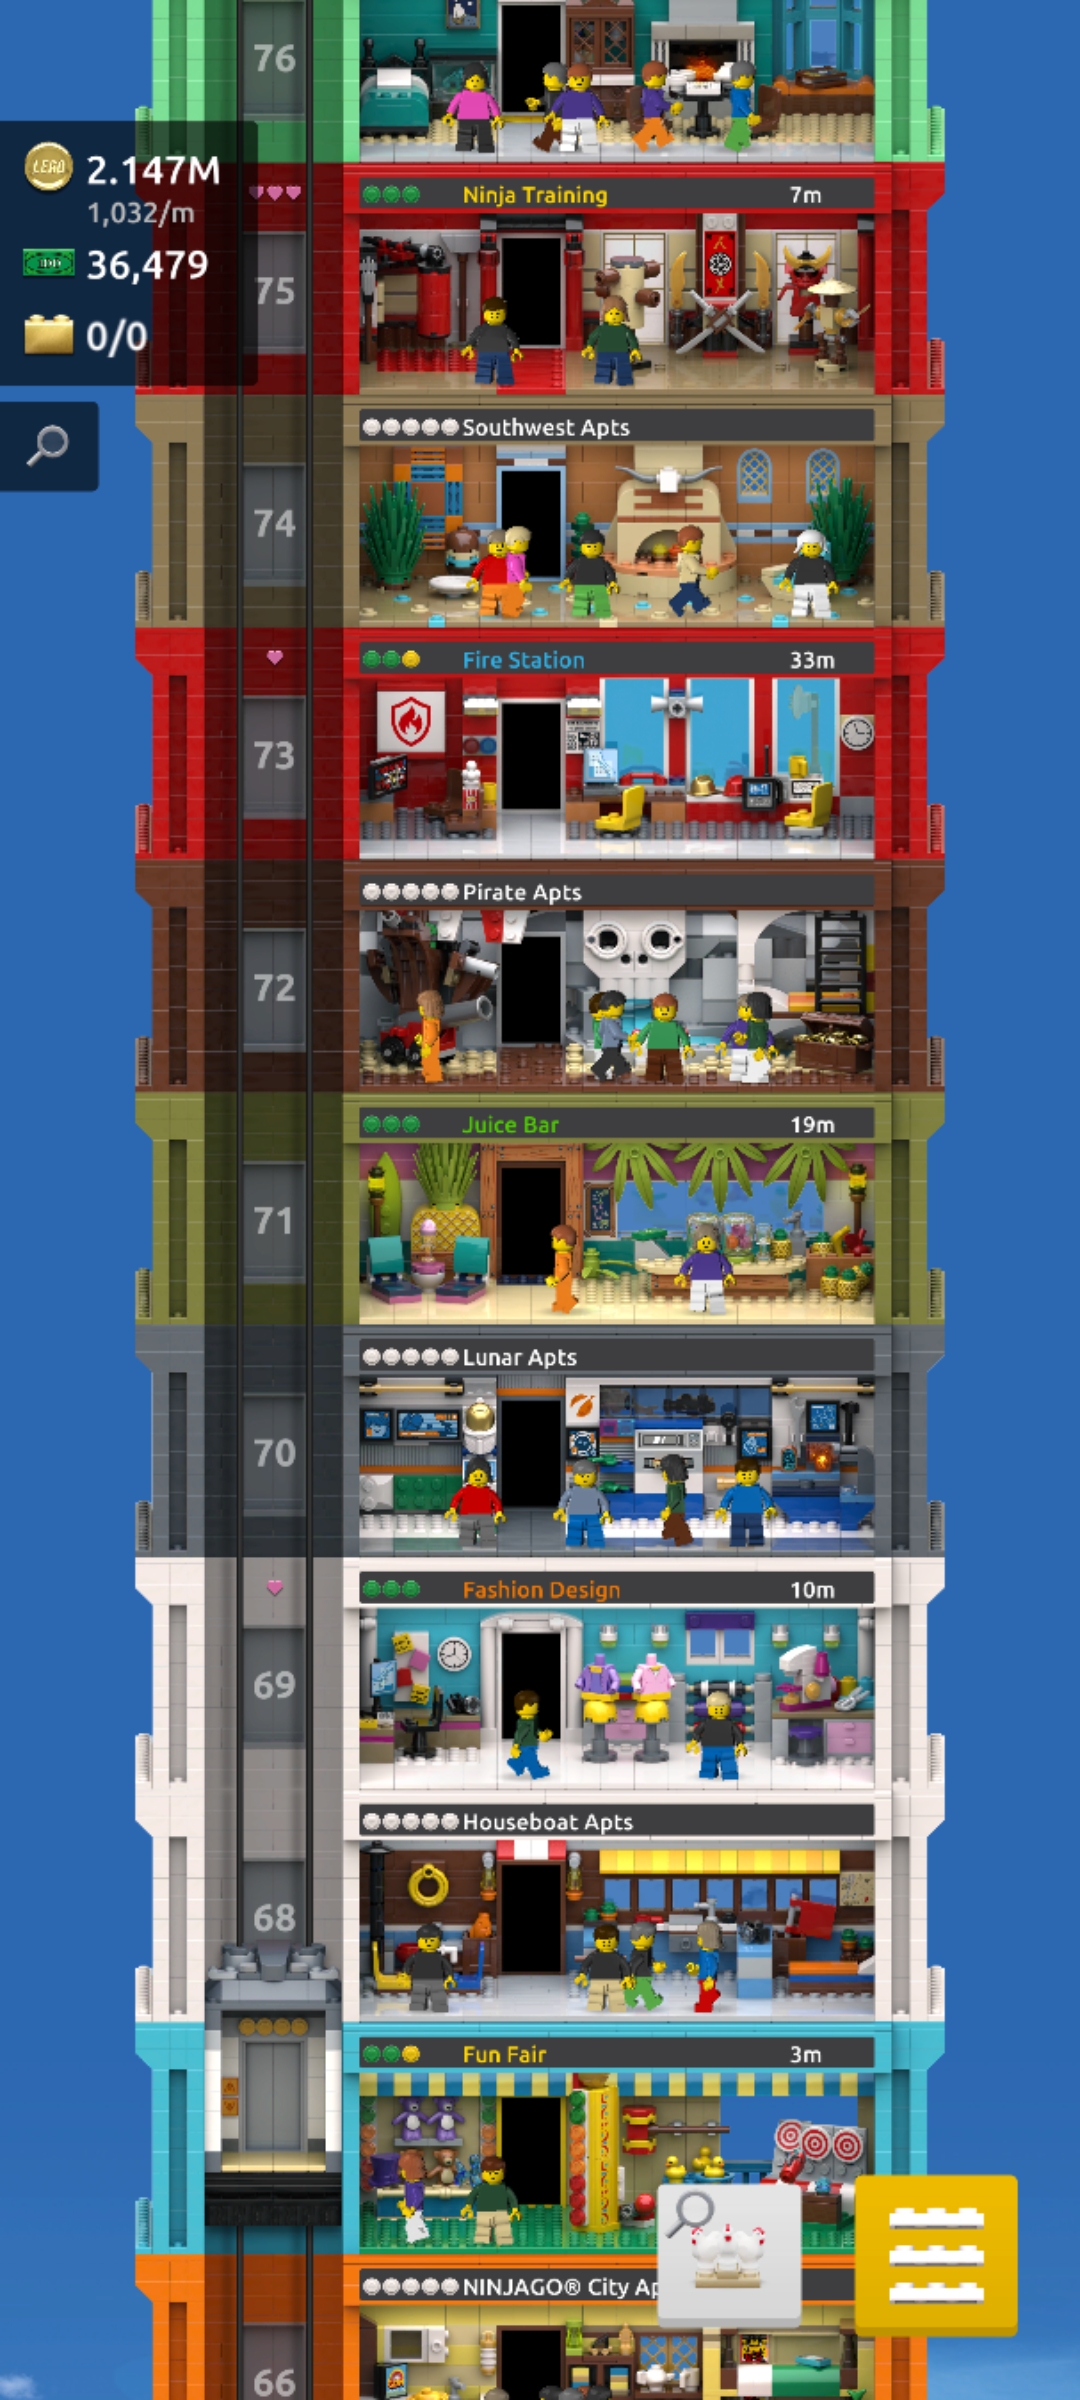 76
LEGO
2.147M
1,032/m
36,479
0/0
Ninja Training 7m
75
Southwest Apts
74
Fire Station 33m
73
Pirate Apts
72
Juice Bar 19m
71
Lunar Apts
70
Fashion Design 10m
69
Houseboat Apts
68
Fun Fair 3m
NINJAGO® City Ap
66